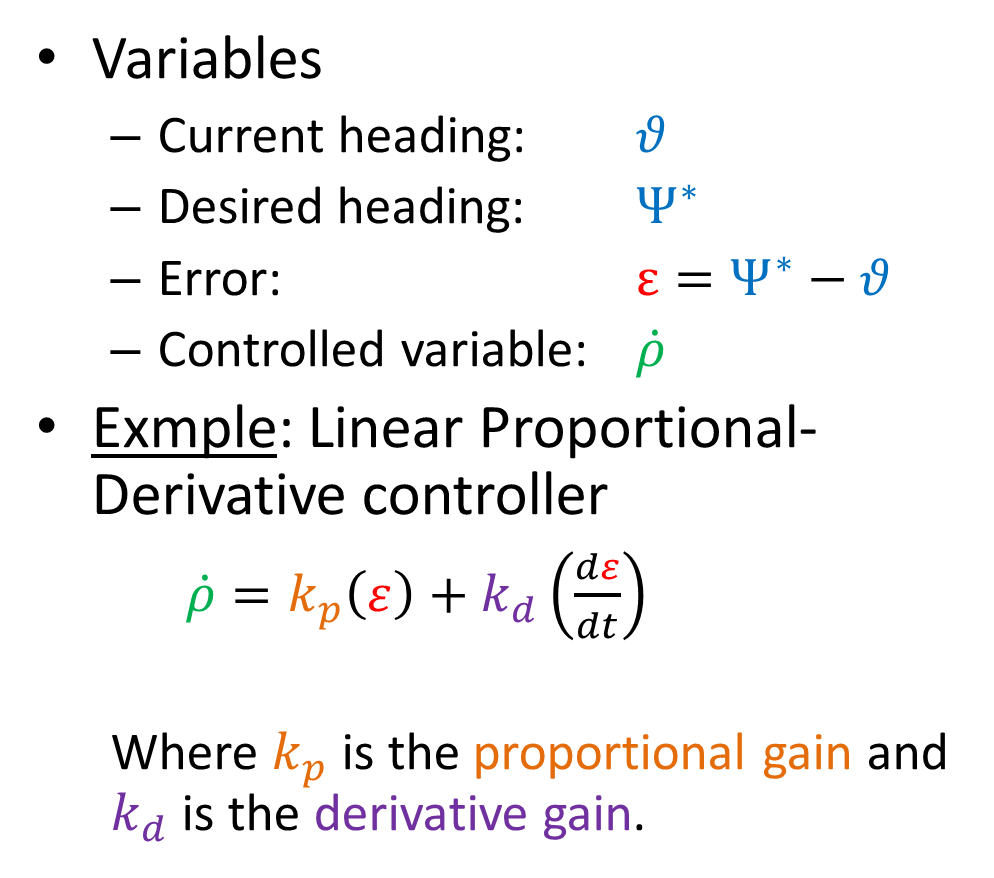 • Variables
– Current heading: ϑ
– Desired heading: Ψ*
– Error: ε = Ψ* − ϑ
– Controlled variable: ρ̇
• Exmple: Linear Proportional-
Derivative controller
ρ̇ = k_p(ε) + k_d (dε/dt)
Where k_p is the proportional gain and
k_d is the derivative gain.